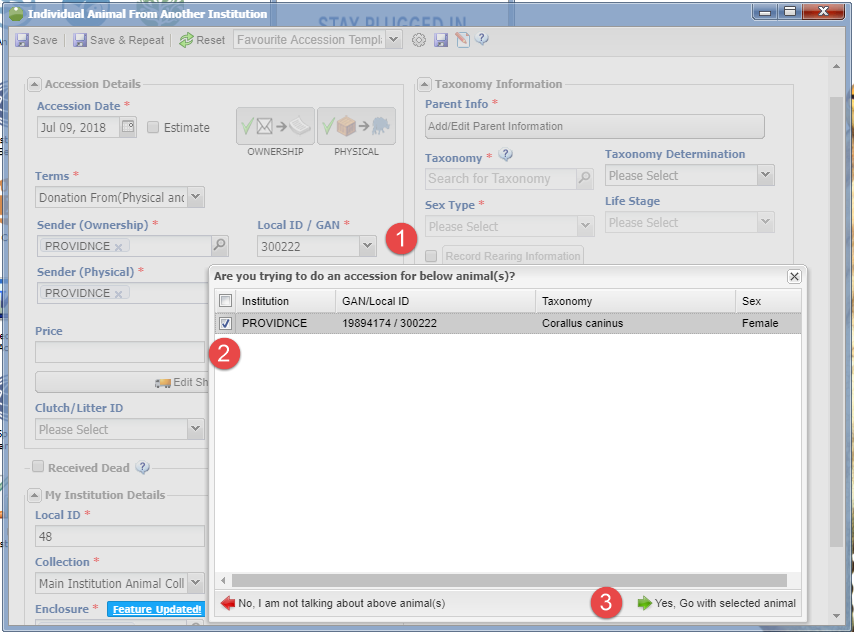 STAY PLUGGED IN
Individual Animal From Another Institution
Save Save & Repeat Reset Favourite Accession Templ
Accession Details
Accession Date *
Jul 09, 2018 Estimate
OWNERSHIP PHYSICAL
Terms *
Donation From(Physical anc
Sender (Ownership) * Local ID / GAN *
PROVIDNCE x 300222
1
Sender (Physical) *
PROVIDNCE x
Price
Edit Sh
Clutch/Litter ID
Please Select
Received Dead
My Institution Details
Local ID *
48
Collection *
Main Institution Animal Coll
Enclosure * Feature Updated!
Taxonomy Information
Parent Info *
Add/Edit Parent Information
Taxonomy * Taxonomy Determination
Search for Taxonomy Please Select
Sex Type * Life Stage
Please Select Please Select
Record Rearing Information
Are you trying to do an accession for below animal(s)?
Institution GAN/Local ID Taxonomy Sex
PROVIDNCE 19894174 / 300222 Corallus caninus Female
2
No, I am not talking about above animal(s) 3 Yes, Go with selected animal